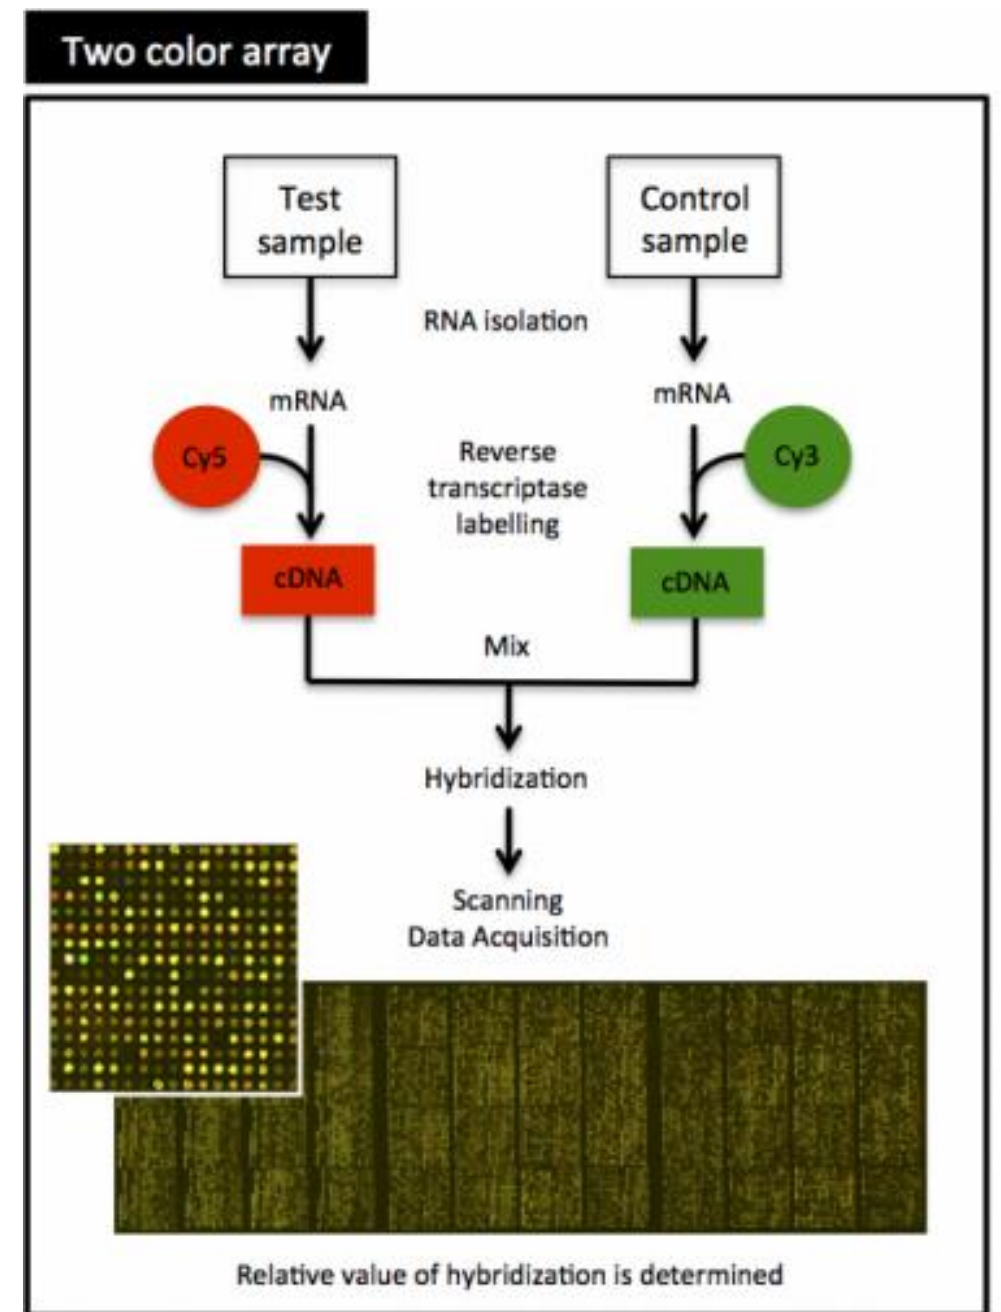 Two color array
Test
sample
Control
sample
RNA isolation
mRNA
mRNA
Cy5
Reverse
transcriptase
labelling
Cy3
cDNA
cDNA
Mix
Hybridization
Scanning
Data Acquisition
Relative value of hybridization is determined